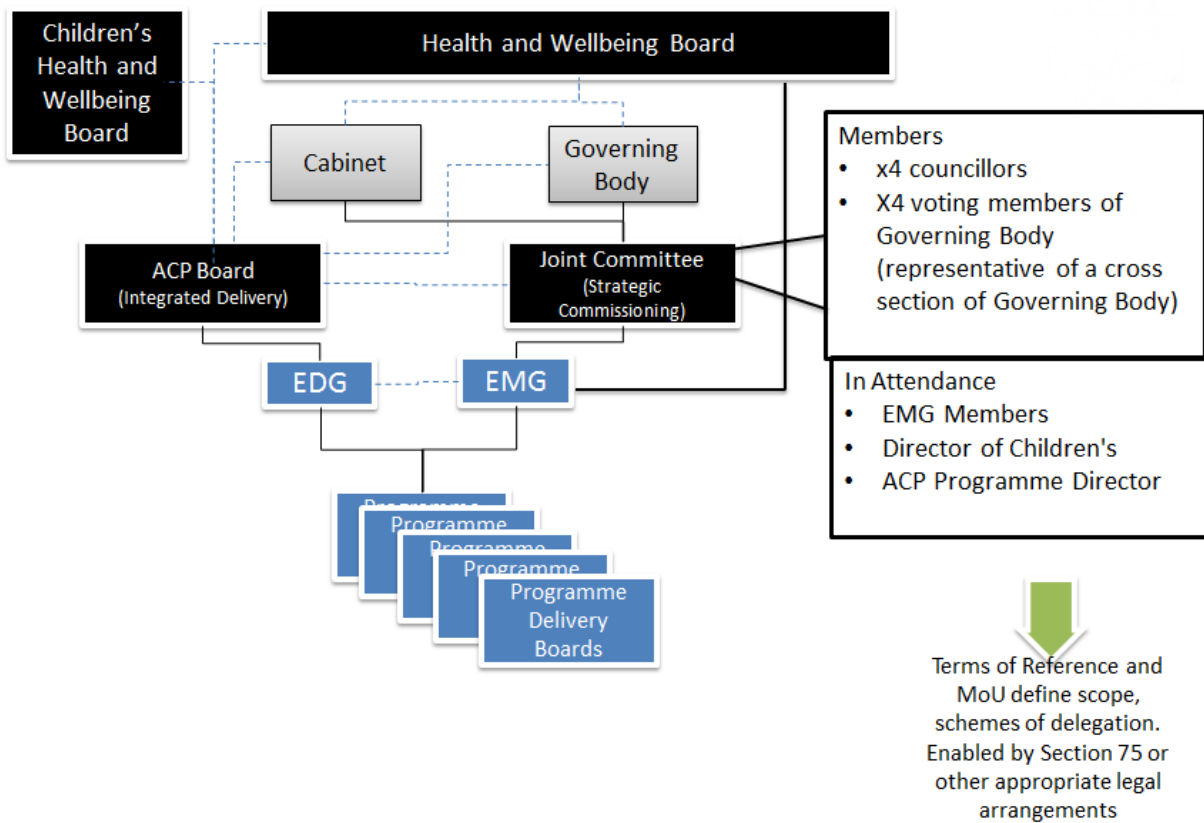 Children's
Health and
Wellbeing
Board
Health and Wellbeing Board
Cabinet
Governing
Body
ACP Board
(Integrated Delivery)
Joint Committee
(Strategic
Commissioning)
EDG
EMG
Programme
Programme
Programme
Programme
Programme
Delivery
Boards
Members
• x4 councillors
• X4 voting members of
Governing Body
(representative of a cross
section of Governing Body)
In Attendance
• EMG Members
• Director of Children's
• ACP Programme Director
Terms of Reference and
MoU define scope,
schemes of delegation.
Enabled by Section 75 or
other appropriate legal
arrangements